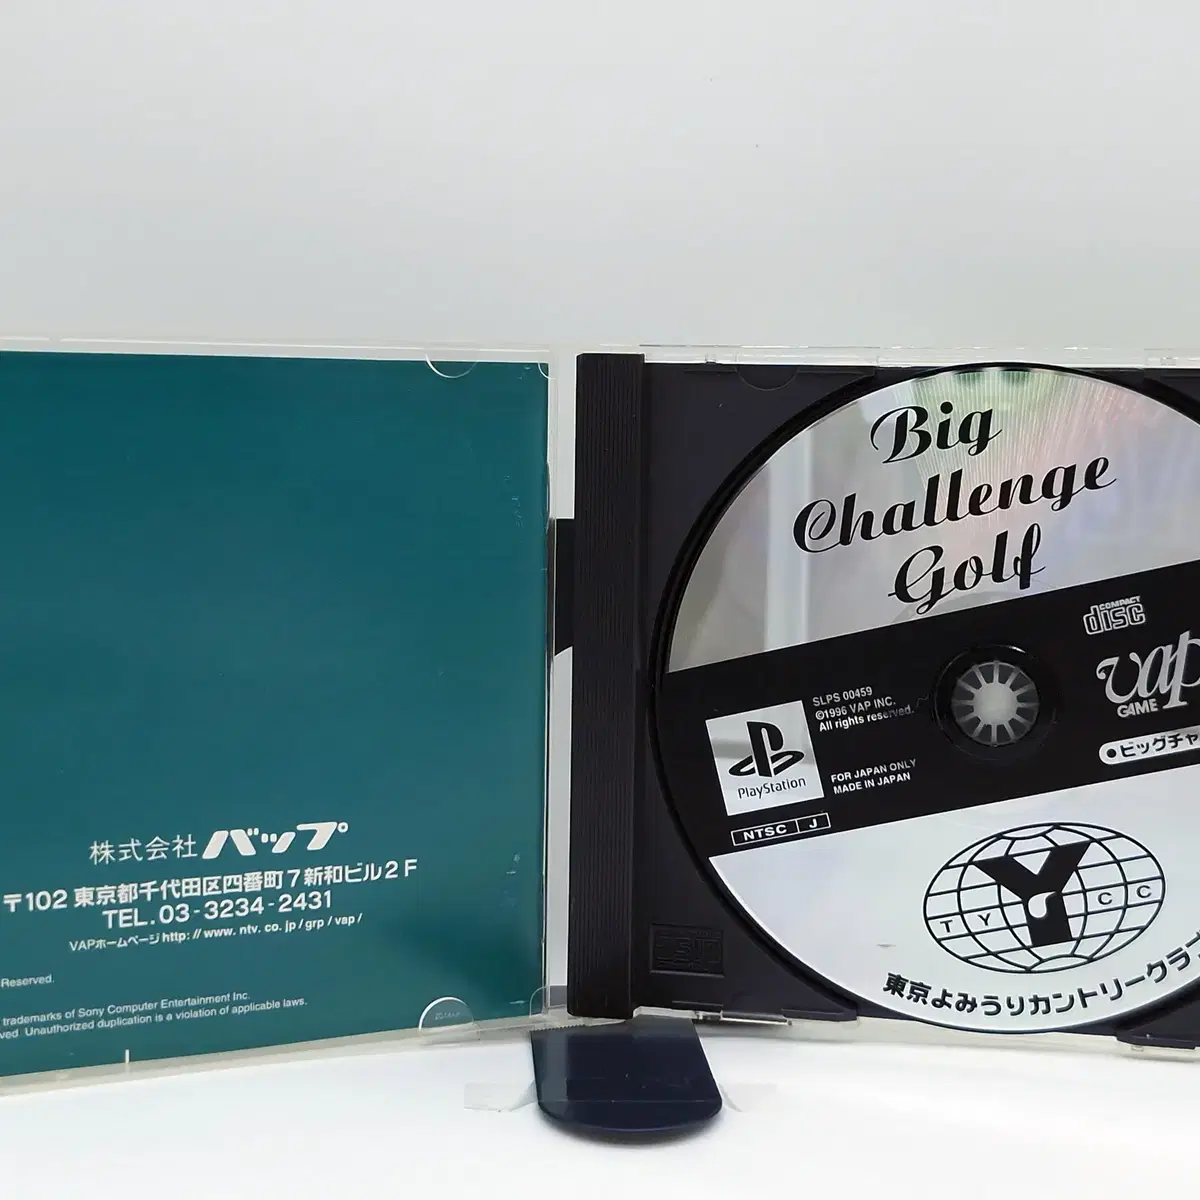 株式会社バップ
〒102 東京都千代田区四番町7新和ビル2F
TEL.03-3234-2431
VAPホームページhttp://www.ntv.co.jp/grp/vap/
Reserved.
trademarks of Sony Computer Entertainment Inc.
ved. Unauthorized duplication is a violation of applicable laws.
Big
Challenge
Golf
COMPACT
disc
vap
GAME
SLPS 00459
©1996 VAP INC.
All rights reserved.
PlayStation
FOR JAPAN ONLY
MADE IN JAPAN
NTSC J
●ビッグチャ
Y
T Y C C
東京よみうりカントリークラブ